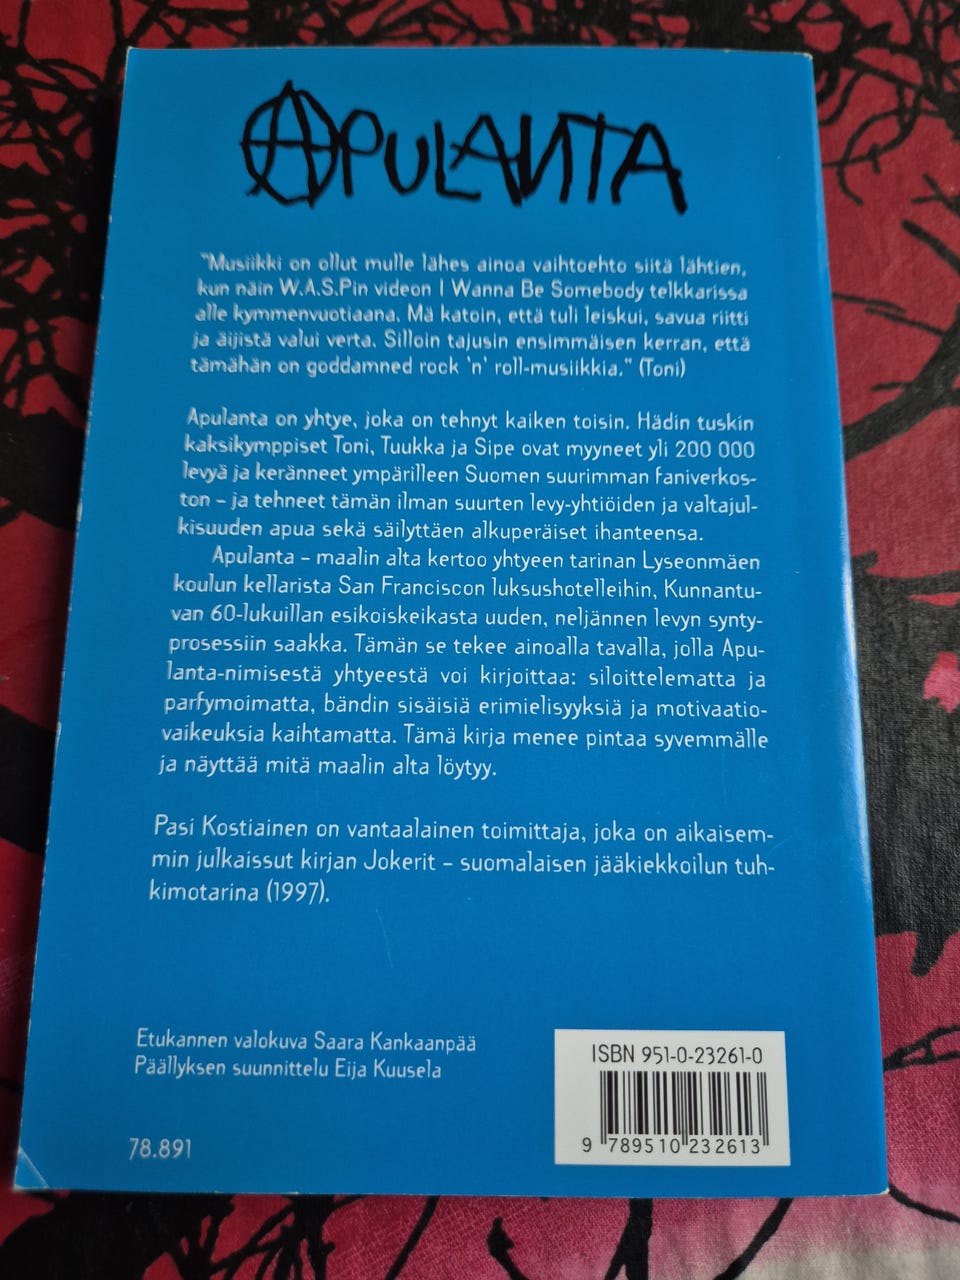 APULANTA
"Musiikki on ollut mulle lähes ainoa vaihtoehto siitä lähtien,
kun näin W.A.S.Pin videon I Wanna Be Somebody telkkarissa
alle kymmenvuotiaana. Mä katoin, että tuli leiskui, savua riitti
ja äijistä valui verta. Silloin tajusin ensimmäisen kerran, että
tämähän on goddamned rock 'n' roll-musiikkia." (Toni)
Apulanta on yhtye, joka on tehnyt kaiken toisin. Hädin tuskin
kaksikymppiset Toni, Tuukka ja Sipe ovat myyneet yli 200 000
levyä ja keränneet ympärilleen Suomen suurimman faniverkos-
ton – ja tehneet tämän ilman suurten levy-yhtiöiden ja valtajul-
kisuuden apua sekä säilyttäen alkuperäiset ihanteensa.
Apulanta – maalin alta kertoo yhtyeen tarinan Lyseonmäen
koulun kellarista San Franciscon luksushotelleihin, Kunnantu-
van 60-lukuillan esikoiskeikasta uuden, neljännen levyn synty-
prosessiin saakka. Tämän se tekee ainoalla tavalla, jolla Apu-
lanta-nimisestä yhtyeestä voi kirjoittaa: siloittelematta ja
parfymoimatta, bändin sisäisiä erimielisyyksiä ja motivaatio-
vaikeuksia kaihtamatta. Tämä kirja menee pintaa syvemmälle
ja näyttää mitä maalin alta löytyy.
Pasi Kostiainen on vantaalainen toimittaja, joka on aikaisem-
min julkaissut kirjan Jokerit – suomalaisen jääkiekkoilun tuh-
kimotarina (1997).
Etukannen valokuva Saara Kankaanpää
Päällyksen suunnittelu Eija Kuusela
78.891
ISBN 951-0-23261-0
9 789510 232613